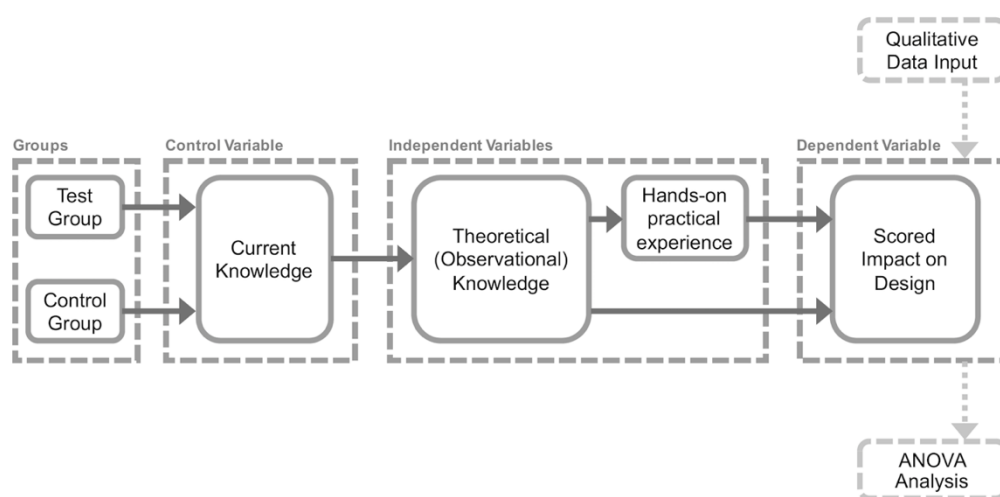 Qualitative
Data Input
Groups
Control Variable
Independent Variables
Dependent Variable
Test
Group
Control
Group
Current
Knowledge
Theoretical
(Observational)
Knowledge
Hands-on
practical
experience
Scored
Impact on
Design
ANOVA
Analysis